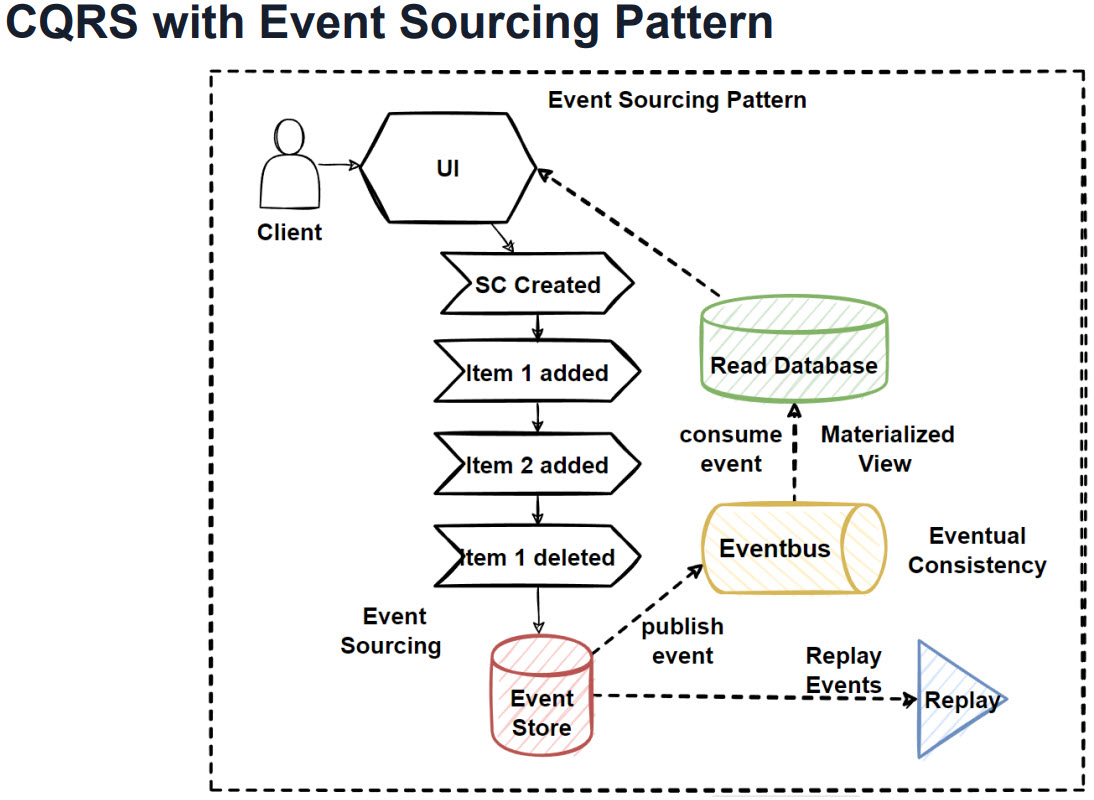 CQRS with Event Sourcing Pattern
Event Sourcing Pattern
UI
Client
SC Created
Item 1 added
Read Database
consume
event
Materialized
View
Item 2 added
Eventbus
Eventual
Consistency
Item 1 deleted
Event
Sourcing
publish
event
Replay
Events
Event
Store
Replay